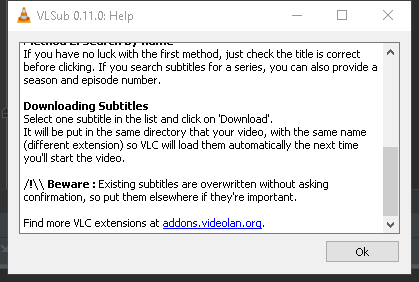 VLSub 0.11.0: Help
Method 2: Search by name
If you have no luck with the first method, just check the title is correct
before clicking. If you search subtitles for a series, you can also provide a
season and episode number.
Downloading Subtitles
Select one subtitle in the list and click on 'Download'.
It will be put in the same directory that your video, with the same name
(different extension) so VLC will load them automatically the next time
you'll start the video.
/!\\ Beware : Existing subtitles are overwritten without asking
confirmation, so put them elsewhere if they're important.
Find more VLC extensions at addons.videolan.org.
Ok